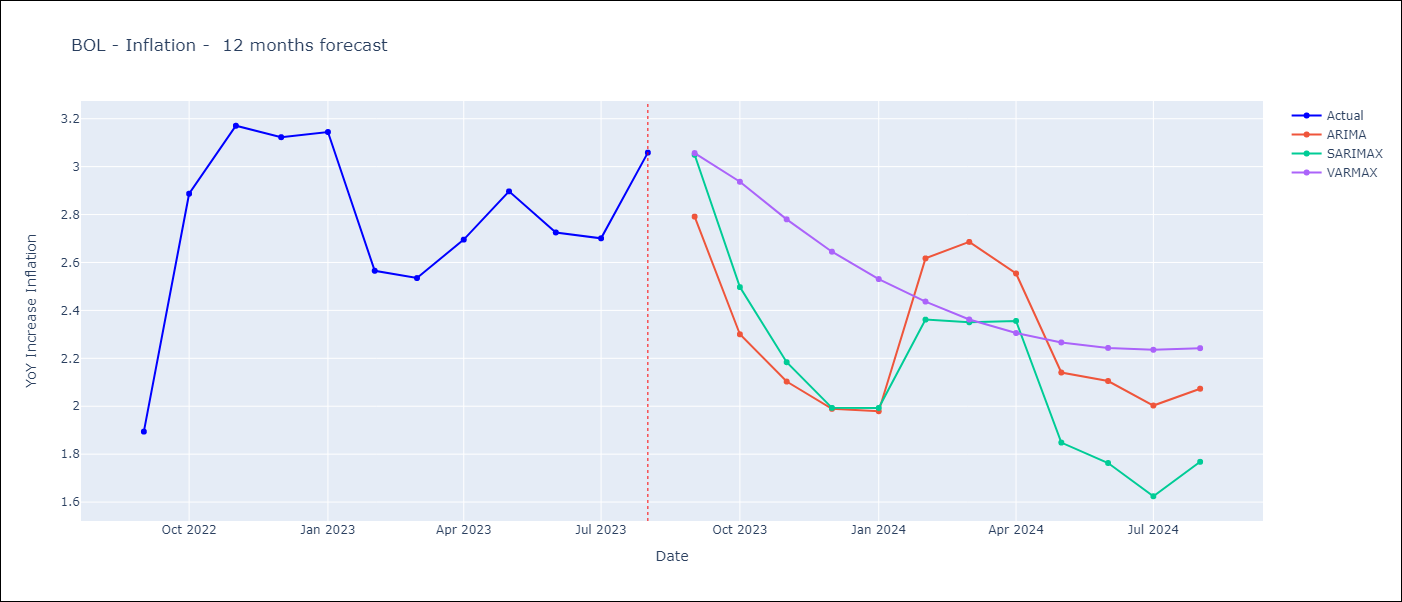 BOL - Inflation -  12 months forecast
Actual
ARIMA
SARIMAX
VARMAX
YoY Increase Inflation
3.2
3
2.8
2.6
2.4
2.2
2
1.8
1.6
Oct 2022
Jan 2023
Apr 2023
Jul 2023
Oct 2023
Jan 2024
Apr 2024
Jul 2024
Date